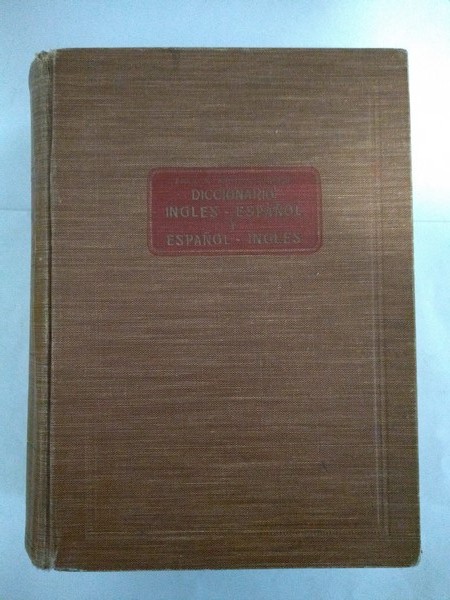 DICCIONARIO
INGLES - ESPAÑOL
Y
ESPAÑOL - INGLES